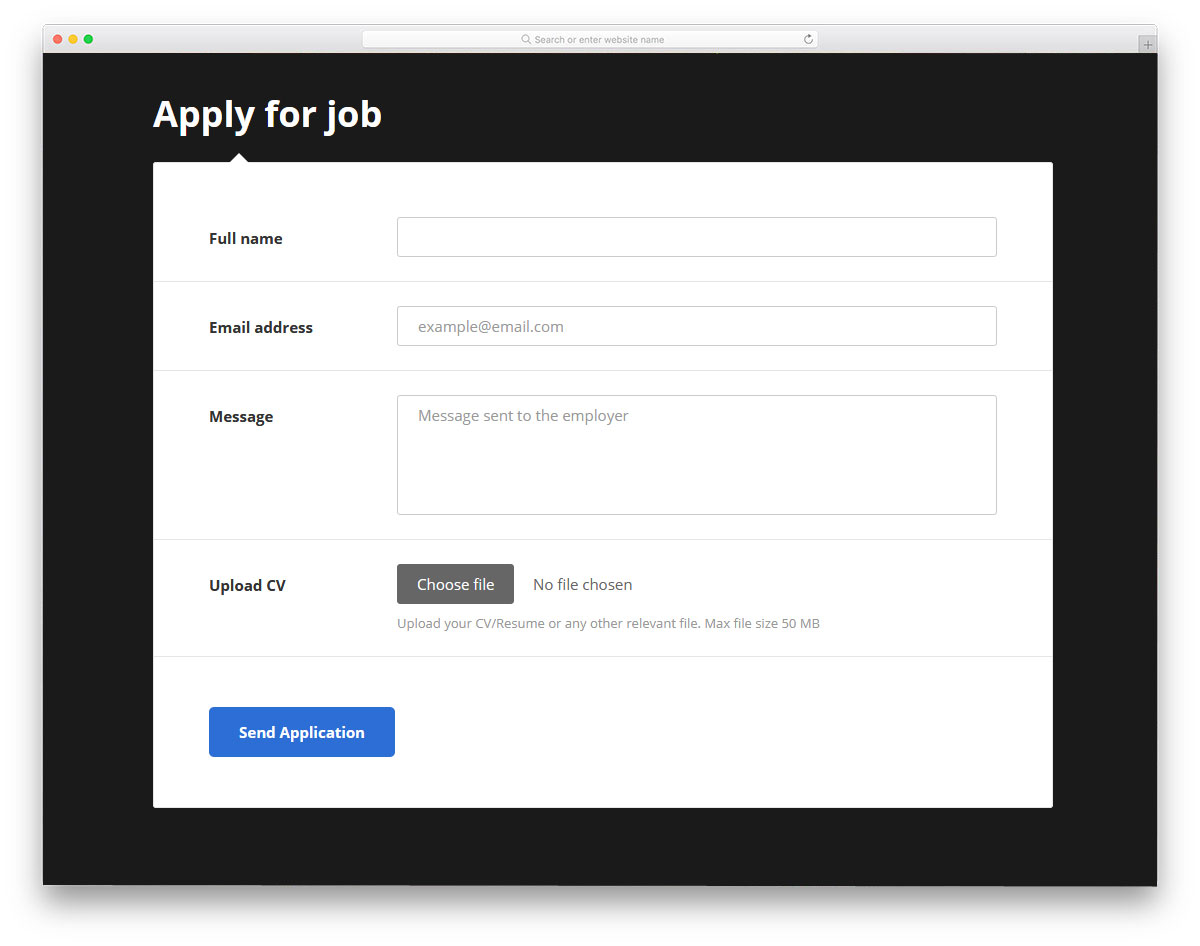 Search or enter website name
Apply for job
Full name
Email address
example@email.com
Message
Message sent to the employer
Upload CV
Choose file
No file chosen
Upload your CV/Resume or any other relevant file. Max file size 50 MB
Send Application